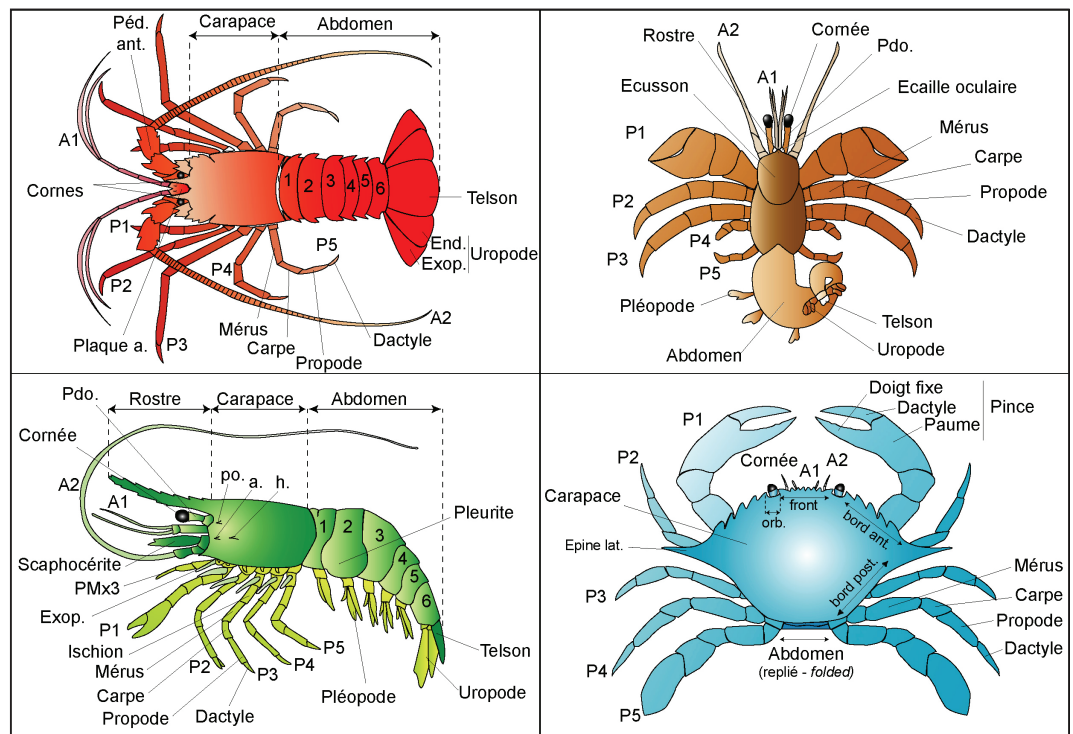 Péd.
ant.
Carapace
Abdomen
A1
Cornes
1 2 3 4 5 6
Telson
P1
P2
P3
P4
P5
End.
Exop.
Uropode
Plaque a.
Mérus
Carpe
Propode
Dactyle
A2
A2
Cornée
Rostre
Pdo.
A1
Ecusson
Ecaille oculaire
P1
Mérus
Carpe
P2
Propode
P4
Dactyle
P3
P5
Pléopode
Telson
Uropode
Abdomen
Pdo.
Rostre
Carapace
Abdomen
Cornée
po.
a.
h.
A2
A1
1 2 3 4 5 6
Pleurite
Scaphocérite
PMx3
Exop.
P1
Ischion
Mérus
P2
Carpe
P3
Propode
Dactyle
P4
P5
Pléopode
Telson
Uropode
Doigt fixe
Dactyle
Paume
Pince
P1
P2
Cornée
A1
A2
Carapace
front
orb.
bord ant.
Epine lat.
bord post.
Mérus
P3
Carpe
Propode
Dactyle
P4
Abdomen
(replié - folded)
P5